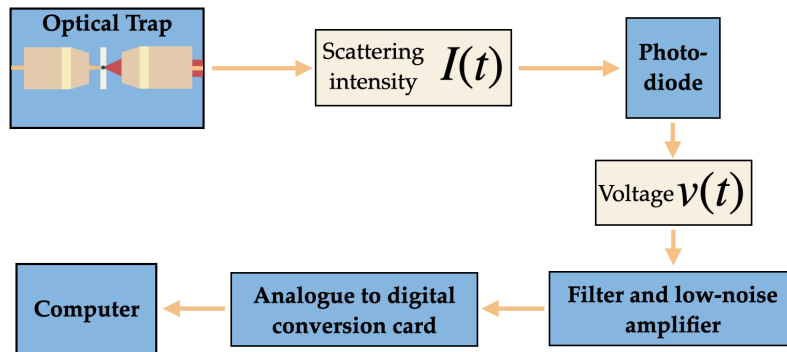 Optical Trap
Scattering
intensity I(t)
Photo-
diode
Voltage v(t)
Filter and low-noise
amplifier
Analogue to digital
conversion card
Computer